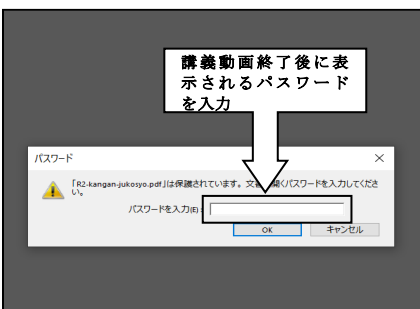 講義動画終了後に表
示されるパスワード
を入力
パスワード
「R2-kangan-jukosyo.pdf」は保護されています。文書 開くパスワードを入力してくださ
い。
パスワードを入力(E):
OK
キャンセル